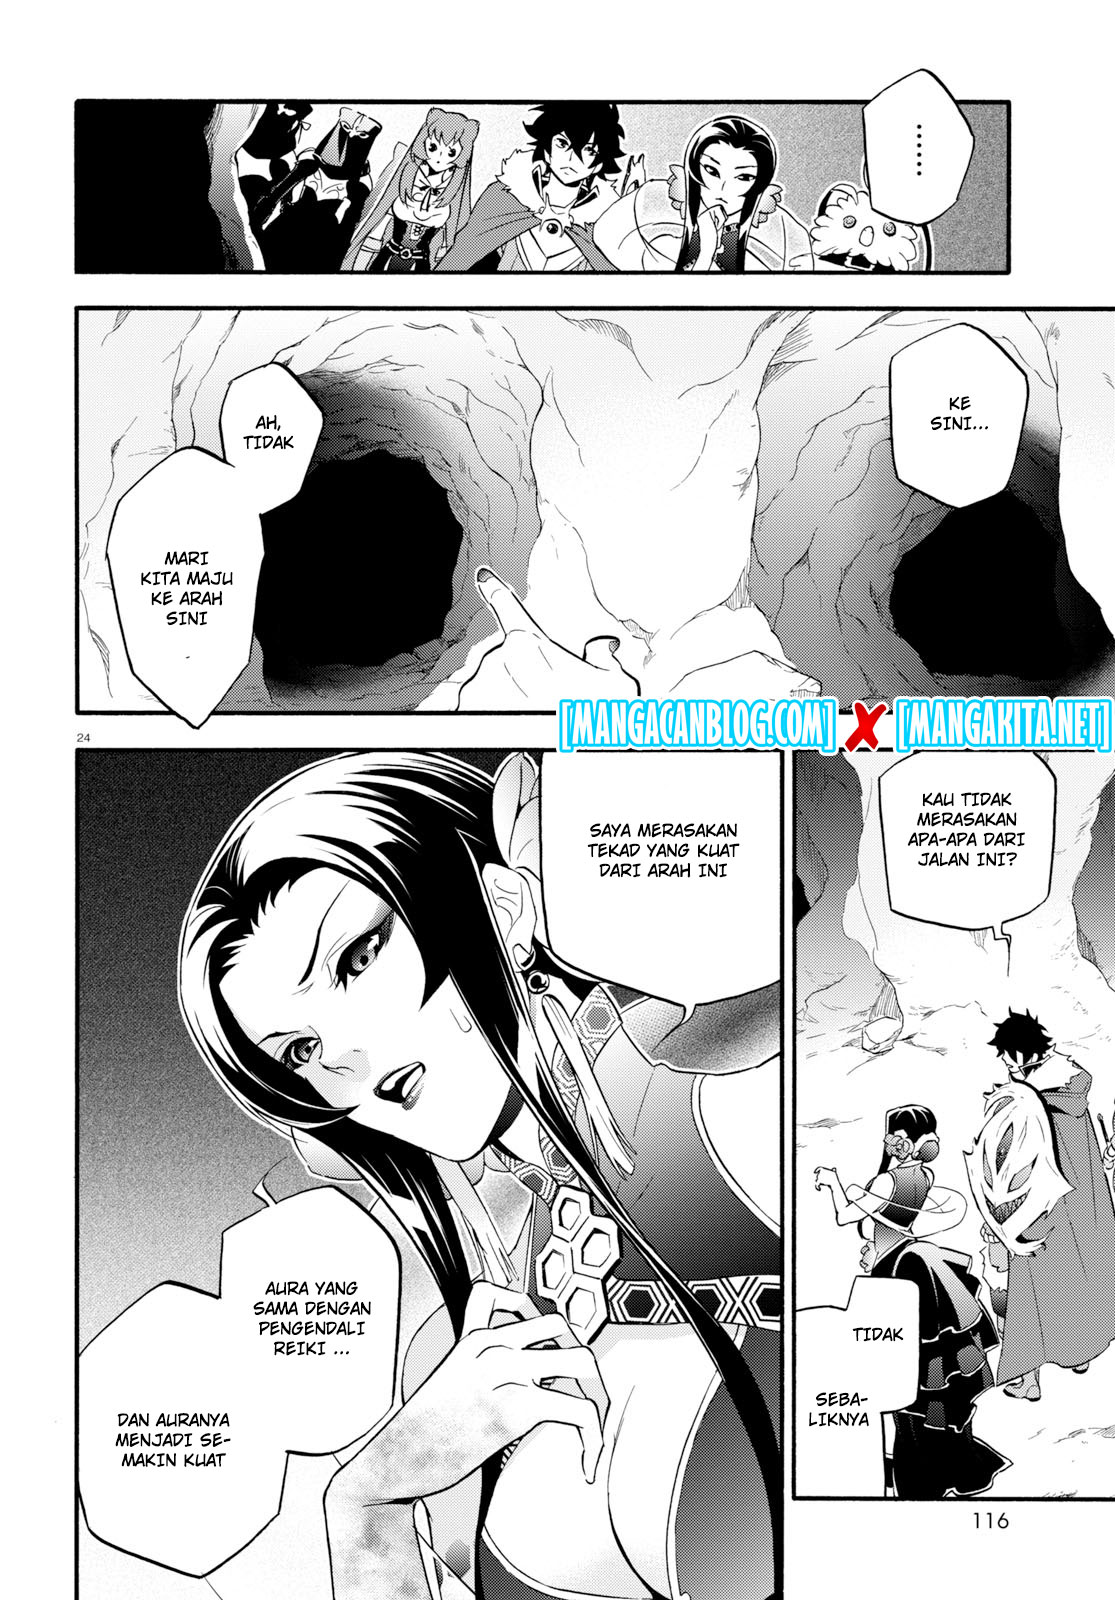 ........
KE
SINI...
AH,
TIDAK
MARI
KITA MAJU
KE ARAH
SINI
[MANGACANBLOG.COM] X [MANGAKITA.NET]
24
KAU TIDAK
MERASAKAN
APA-APA DARI
JALAN INI?
TIDAK
SEBA-
LIKNYA
SAYA MERASAKAN
TEKAD YANG KUAT
DARI ARAH INI
AURA YANG
SAMA DENGAN
PENGENDALI
REIKI ...
DAN AURANYA
MENJADI SE-
MAKIN KUAT
116